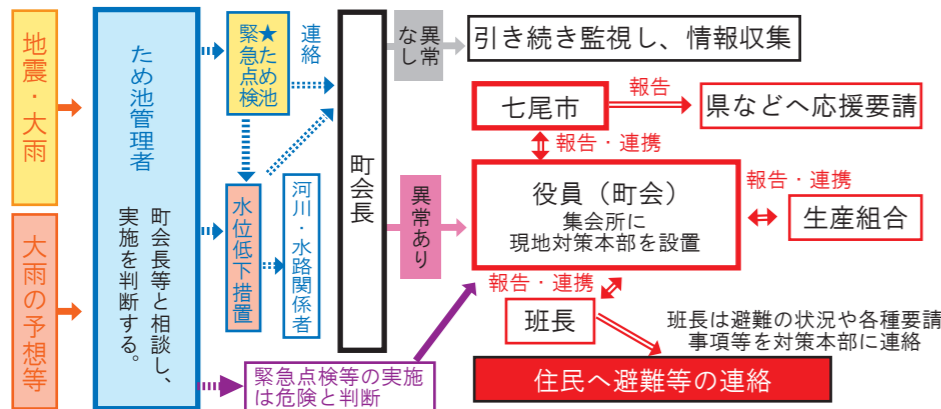 地震・大雨
大雨の予想等
ため池管理者
町会長等と相談し、
実施を判断する。
★ため池
緊急点検
連絡
水位低下措置
河川・水路関係者
緊急点検等の実施
は危険と判断
町会長
異常
なし
引き続き監視し、情報収集
異常あり
七尾市
報告
県などへ応援要請
報告・連携
役員（町会）
集会所に
現地対策本部を設置
報告・連携
生産組合
報告・連携
班長
班長は避難の状況や各種要請
事項等を対策本部に連絡
住民へ避難等の連絡